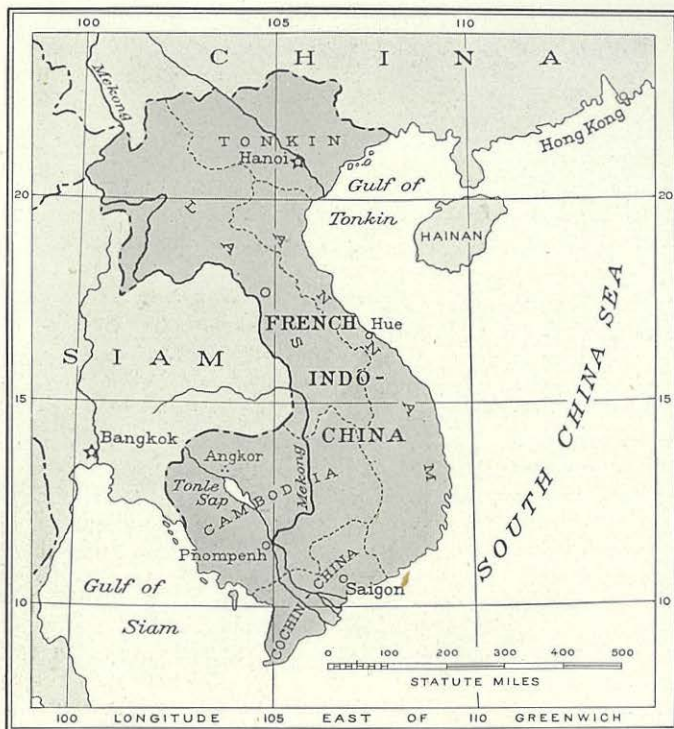 100 105 110
CHINA
Mekong
TONKIN
Hanoi
Hong Kong
Gulf of
Tonkin
20 20
HAINAN
LAOS
ANNAM
FRENCH
Hue
INDO-
CHINA
SIAM
SOUTH CHINA SEA
15 15
Bangkok
Angkor
Tonle
Sap
Mekong
CAMBODIA
Pnompenh
COCHIN CHINA
Saigon
Gulf of
Siam
10 10
0 100 200 300 400 500
STATUTE MILES
100 LONGITUDE 105 EAST OF 110 GREENWICH